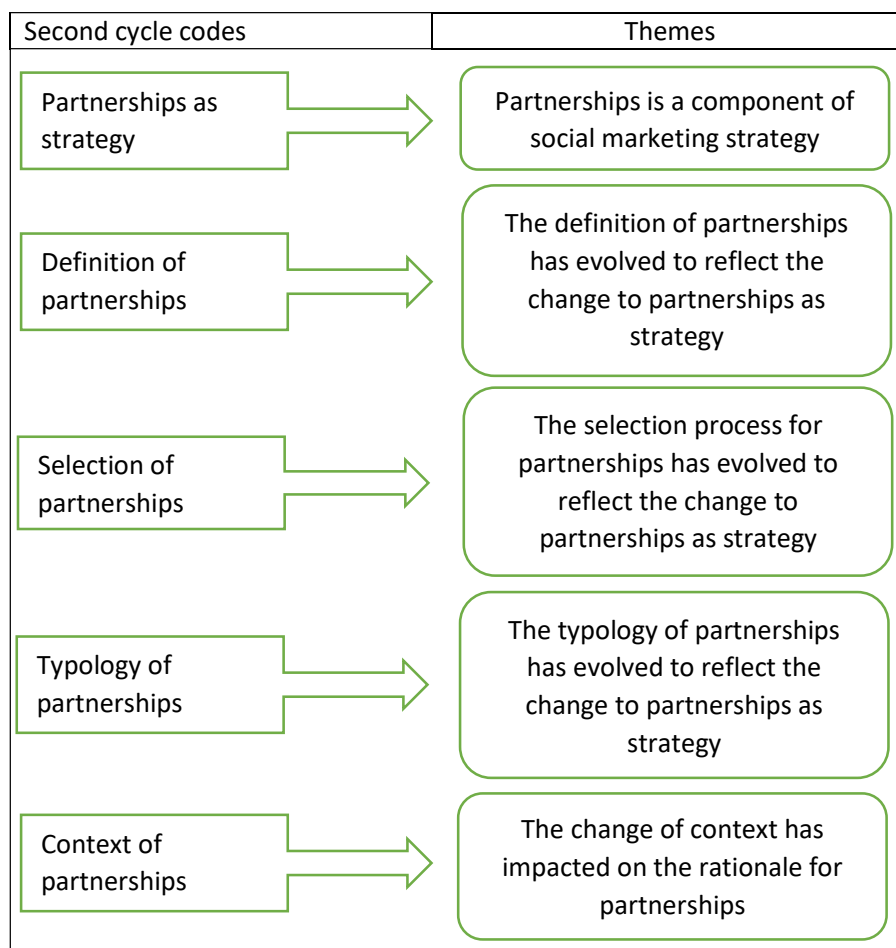 Second cycle codes
Themes
Partnerships as
strategy
Partnerships is a component of
social marketing strategy
Definition of
partnerships
The definition of partnerships
has evolved to reflect the
change to partnerships as
strategy
Selection of
partnerships
The selection process for
partnerships has evolved to
reflect the change to
partnerships as strategy
Typology of
partnerships
The typology of partnerships
has evolved to reflect the
change to partnerships as
strategy
Context of
partnerships
The change of context has
impacted on the rationale for
partnerships